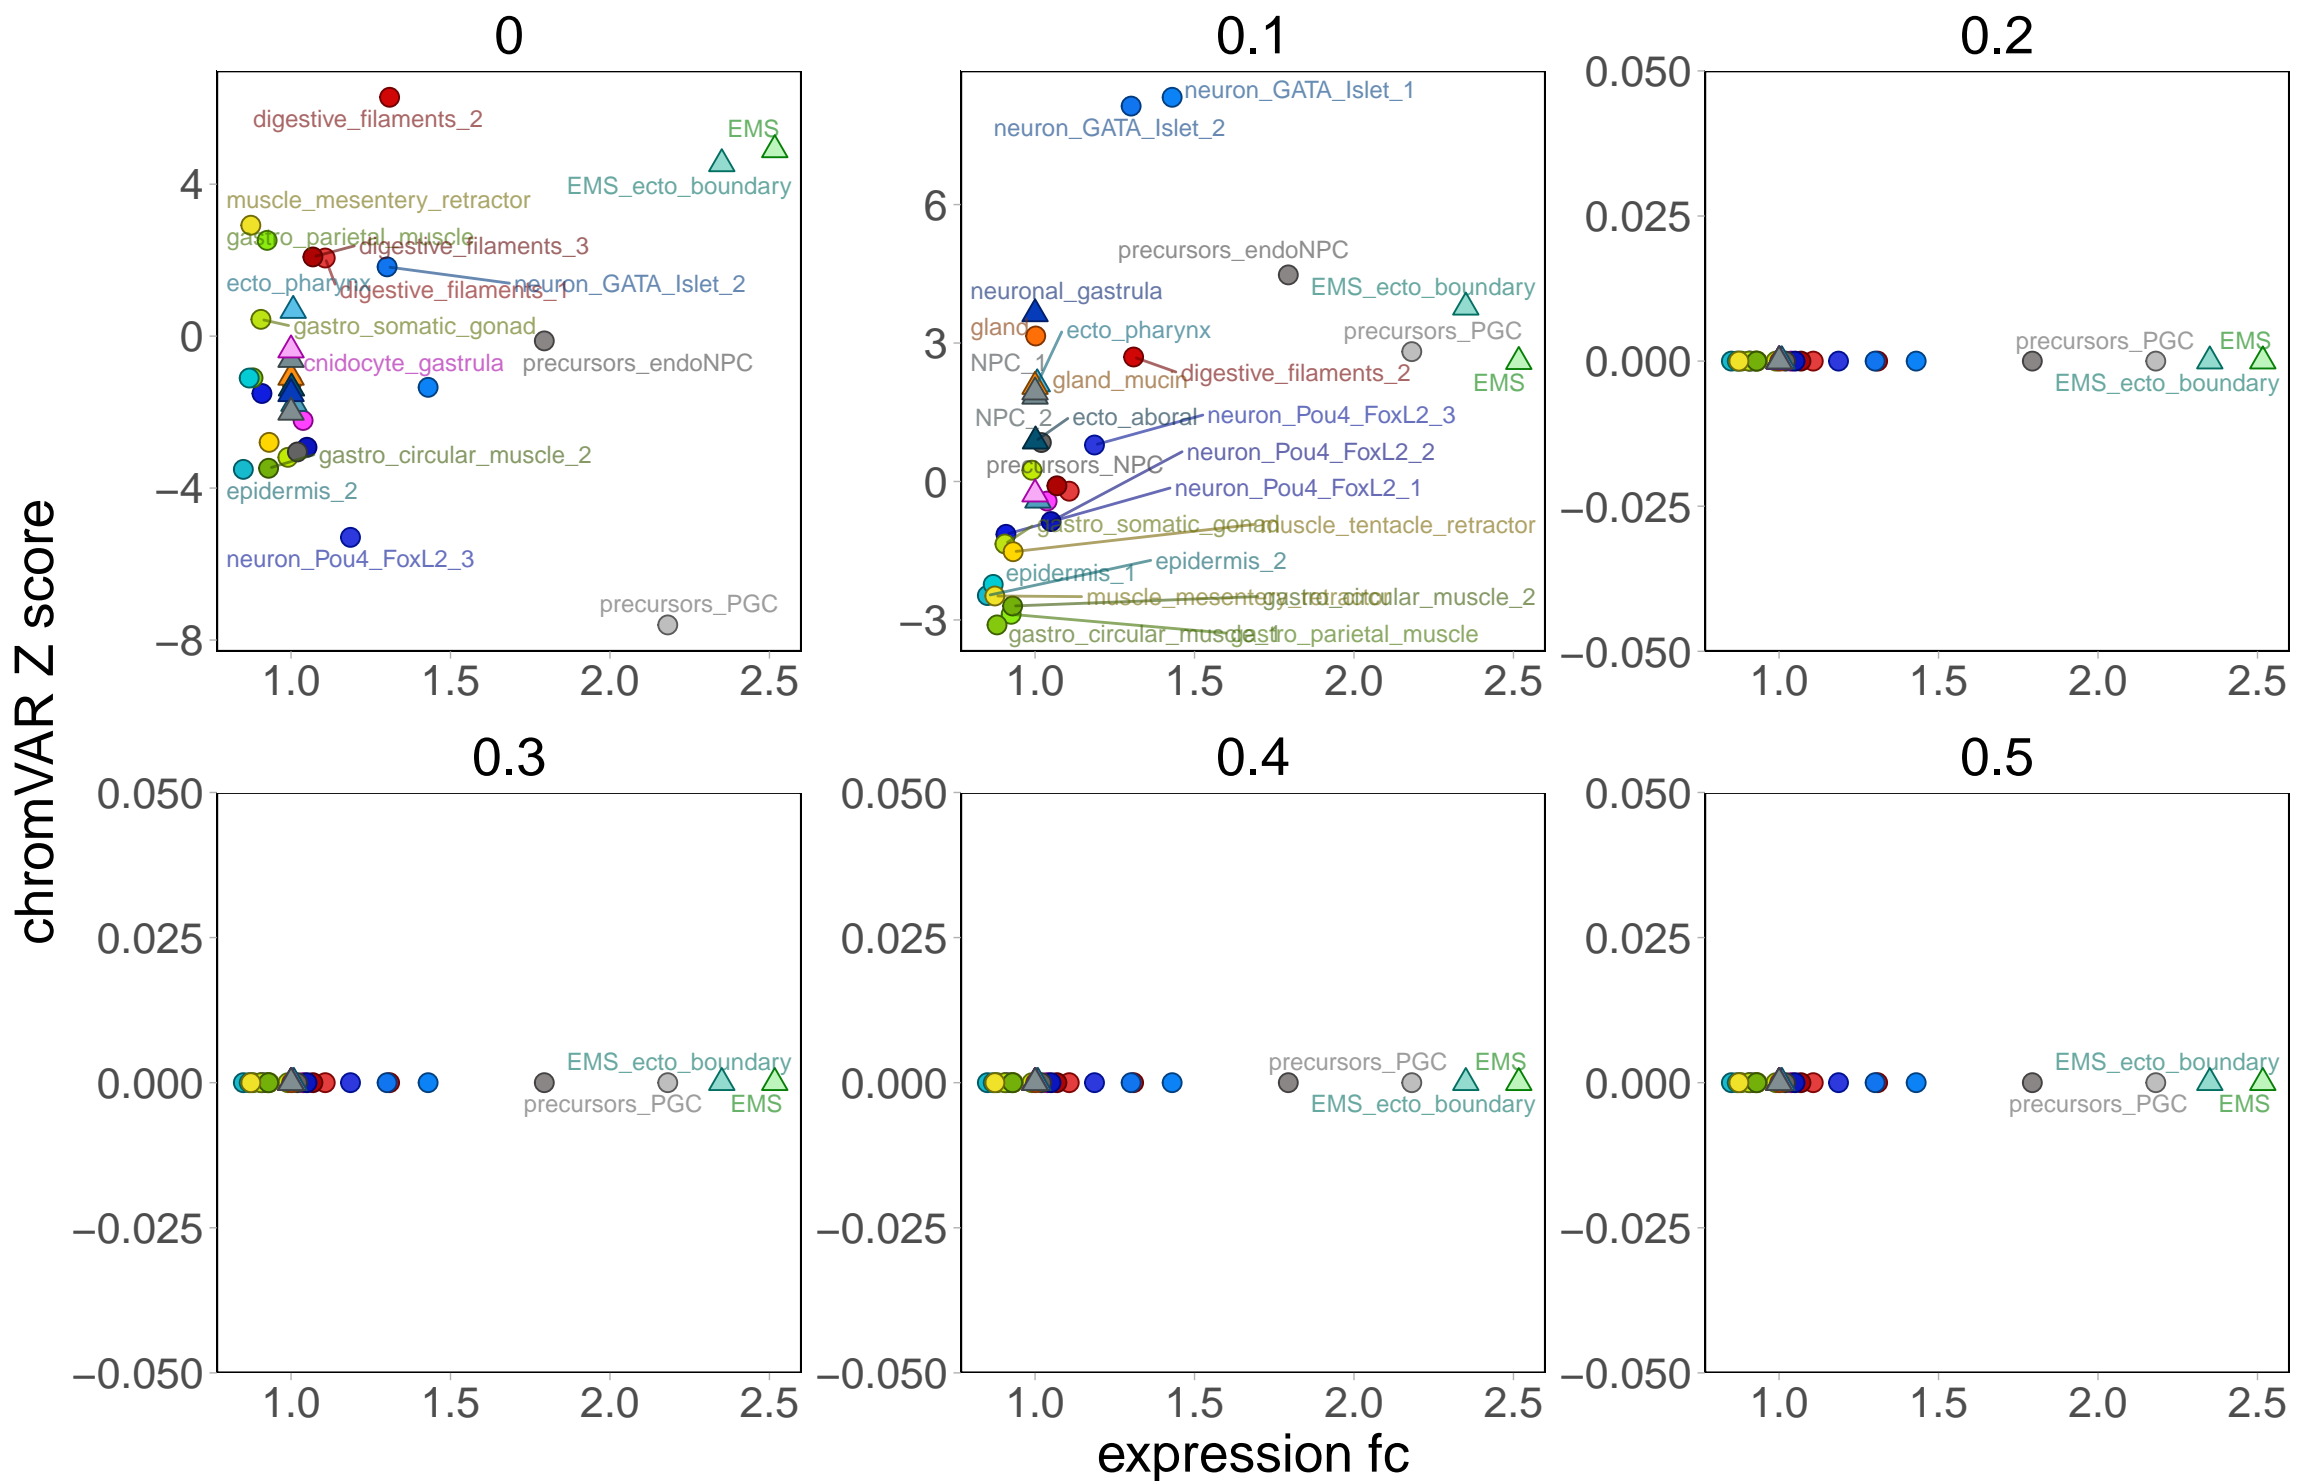 0
0.1
0.2
digestive_filaments_2
EMS
EMS_ecto_boundary
muscle_mesentery_retractor
gastro_parietal_muscle
digestive_filaments_3
ecto_pharynx
digestive_filaments_1
neuron_GATA_Islet_2
gastro_somatic_gonad
cnidocyte_gastrula
precursors_endoNPC
gastro_circular_muscle_2
epidermis_2
neuron_Pou4_FoxL2_3
precursors_PGC
4
0
−4
−8
1.0
1.5
2.0
2.5
neuron_GATA_Islet_1
neuron_GATA_Islet_2
precursors_endoNPC
neuronal_gastrula
EMS_ecto_boundary
gland
ecto_pharynx
precursors_PGC
NPC_1
gland_mucin
digestive_filaments_2
EMS
NPC_2
ecto_aboral
neuron_Pou4_FoxL2_3
precursors_NPC
neuron_Pou4_FoxL2_2
neuron_Pou4_FoxL2_1
gastro_somatic_gonad
muscle_tentacle_retractor
epidermis_1
epidermis_2
muscle_mesentery_retractor
gastro_circular_muscle_2
gastro_circular_muscle_1
gastro_parietal_muscle
6
3
0
−3
1.0
1.5
2.0
2.5
0.050
0.025
0.000
−0.025
−0.050
precursors_PGC
EMS
EMS_ecto_boundary
1.0
1.5
2.0
2.5
chromVAR Z score
0.3
0.4
0.5
0.050
0.025
0.000
−0.025
−0.050
EMS_ecto_boundary
precursors_PGC
EMS
1.0
1.5
2.0
2.5
0.050
0.025
0.000
−0.025
−0.050
precursors_PGC
EMS
EMS_ecto_boundary
1.0
1.5
2.0
2.5
0.050
0.025
0.000
−0.025
−0.050
EMS_ecto_boundary
precursors_PGC
EMS
1.0
1.5
2.0
2.5
expression fc